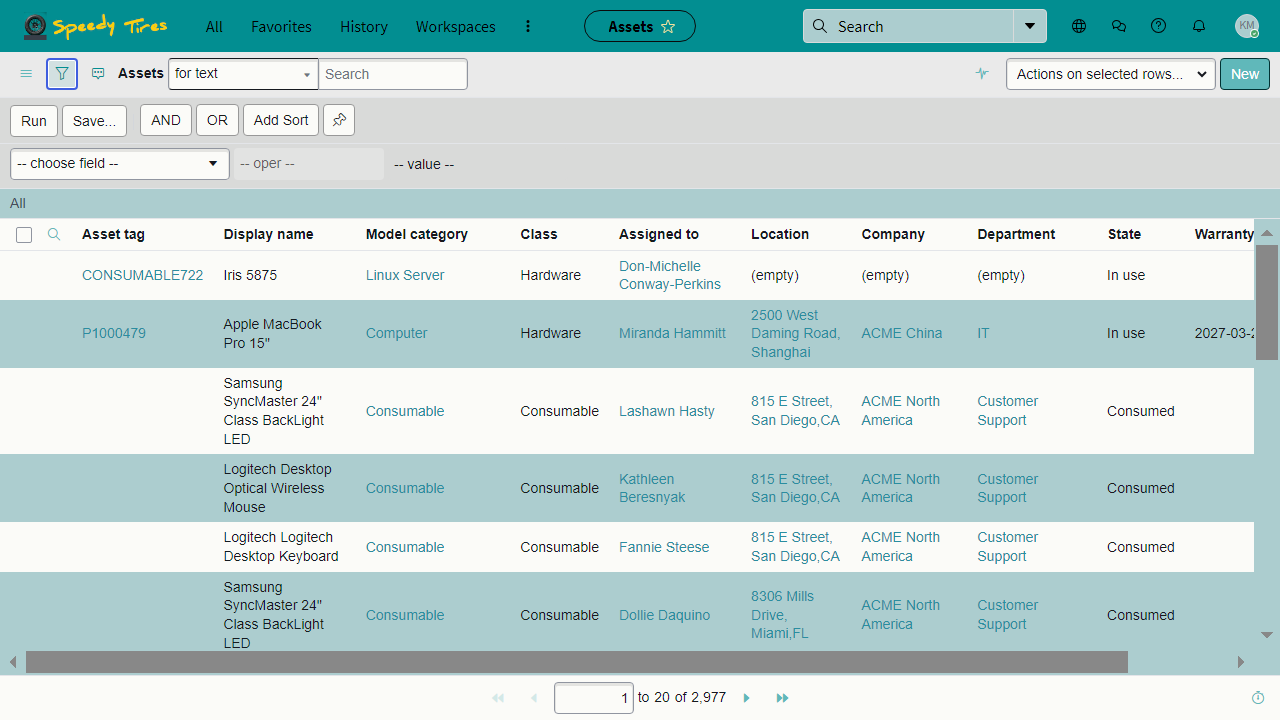 Speedy Tires All Favorites History Workspaces Assets Search KM
Assets for text Search Actions on selected rows... New
Run Save... AND OR Add Sort
-- choose field -- -- oper -- -- value --
All
Asset tag Display name Model category Class Assigned to Location Company Department State Warranty
CONSUMABLE722 Iris 5875 Linux Server Hardware Don-Michelle Conway-Perkins (empty) (empty) (empty) In use
P1000479 Apple MacBook Pro 15" Computer Hardware Miranda Hammitt 2500 West Daming Road, Shanghai ACME China IT In use 2027-03-2
Samsung SyncMaster 24" Class BackLight LED Consumable Consumable Lashawn Hasty 815 E Street, San Diego,CA ACME North America Customer Support Consumed
Logitech Desktop Optical Wireless Mouse Consumable Consumable Kathleen Beresnyak 815 E Street, San Diego,CA ACME North America Customer Support Consumed
Logitech Logitech Desktop Keyboard Consumable Consumable Fannie Steese 815 E Street, San Diego,CA ACME North America Customer Support Consumed
Samsung SyncMaster 24" Class BackLight LED Consumable Consumable Dollie Daquino 8306 Mills Drive, Miami,FL ACME North America Customer Support Consumed
1 to 20 of 2,977